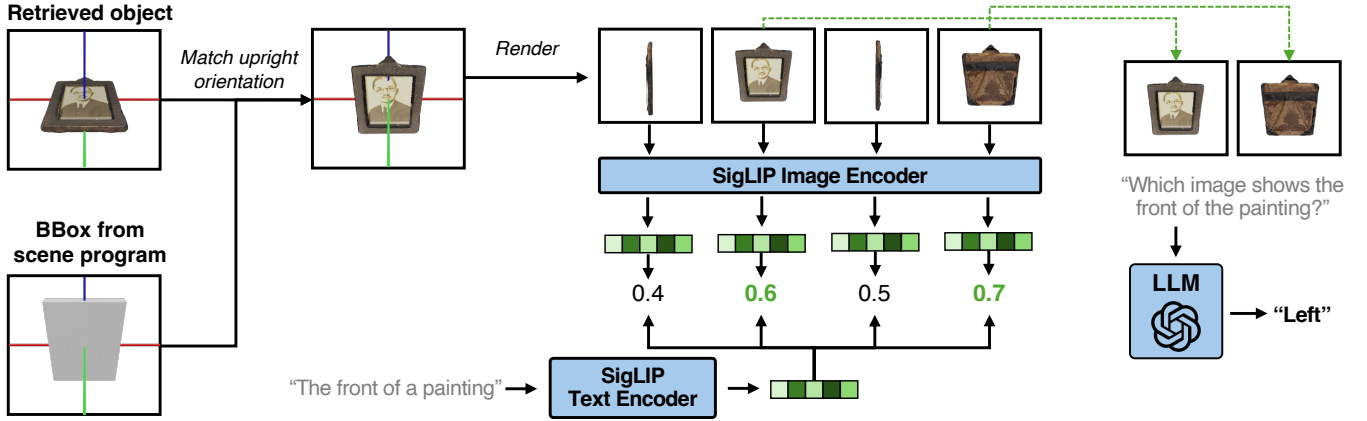 Retrieved object
Match upright
orientation
Render
SigLIP Image Encoder
BBox from
scene program
0.4
0.6
0.5
0.7
“The front of a painting”
SigLIP
Text Encoder
“Which image shows the
front of the painting?”
LLM
“Left”